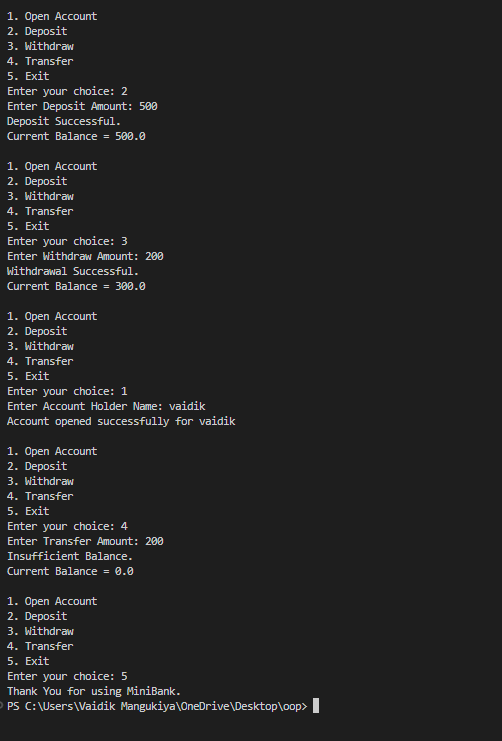 1. Open Account
2. Deposit
3. Withdraw
4. Transfer
5. Exit
Enter your choice: 2
Enter Deposit Amount: 500
Deposit Successful.
Current Balance = 500.0
1. Open Account
2. Deposit
3. Withdraw
4. Transfer
5. Exit
Enter your choice: 3
Enter Withdraw Amount: 200
Withdrawal Successful.
Current Balance = 300.0
1. Open Account
2. Deposit
3. Withdraw
4. Transfer
5. Exit
Enter your choice: 1
Enter Account Holder Name: vaidik
Account opened successfully for vaidik
1. Open Account
2. Deposit
3. Withdraw
4. Transfer
5. Exit
Enter your choice: 4
Enter Transfer Amount: 200
Insufficient Balance.
Current Balance = 0.0
1. Open Account
2. Deposit
3. Withdraw
4. Transfer
5. Exit
Enter your choice: 5
Thank You for using MiniBank.
PS C:\Users\Vaidik Mangukiya\OneDrive\Desktop\oop>